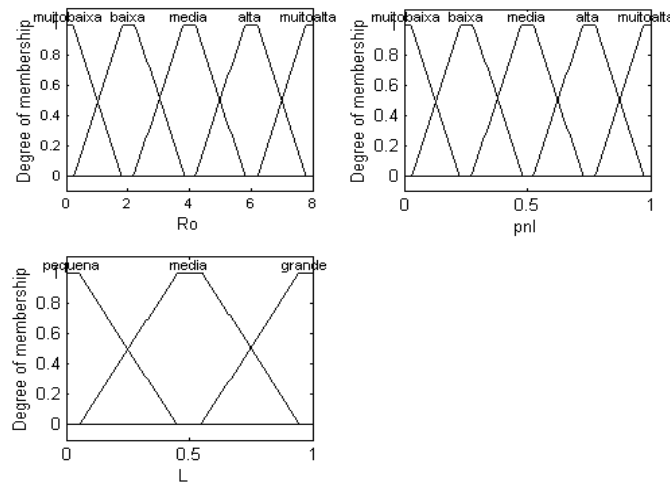 muitobaixa baixa media alta muitoalta
1
0.8
0.6
0.4
0.2
0
Degree of membership
0 2 4 6 8
Ro
muitobaixa baixa media alta muitoalta
1
0.8
0.6
0.4
0.2
0
Degree of membership
0 0.5 1
pnl
pequena media grande
1
0.8
0.6
0.4
0.2
0
Degree of membership
0 0.5 1
L